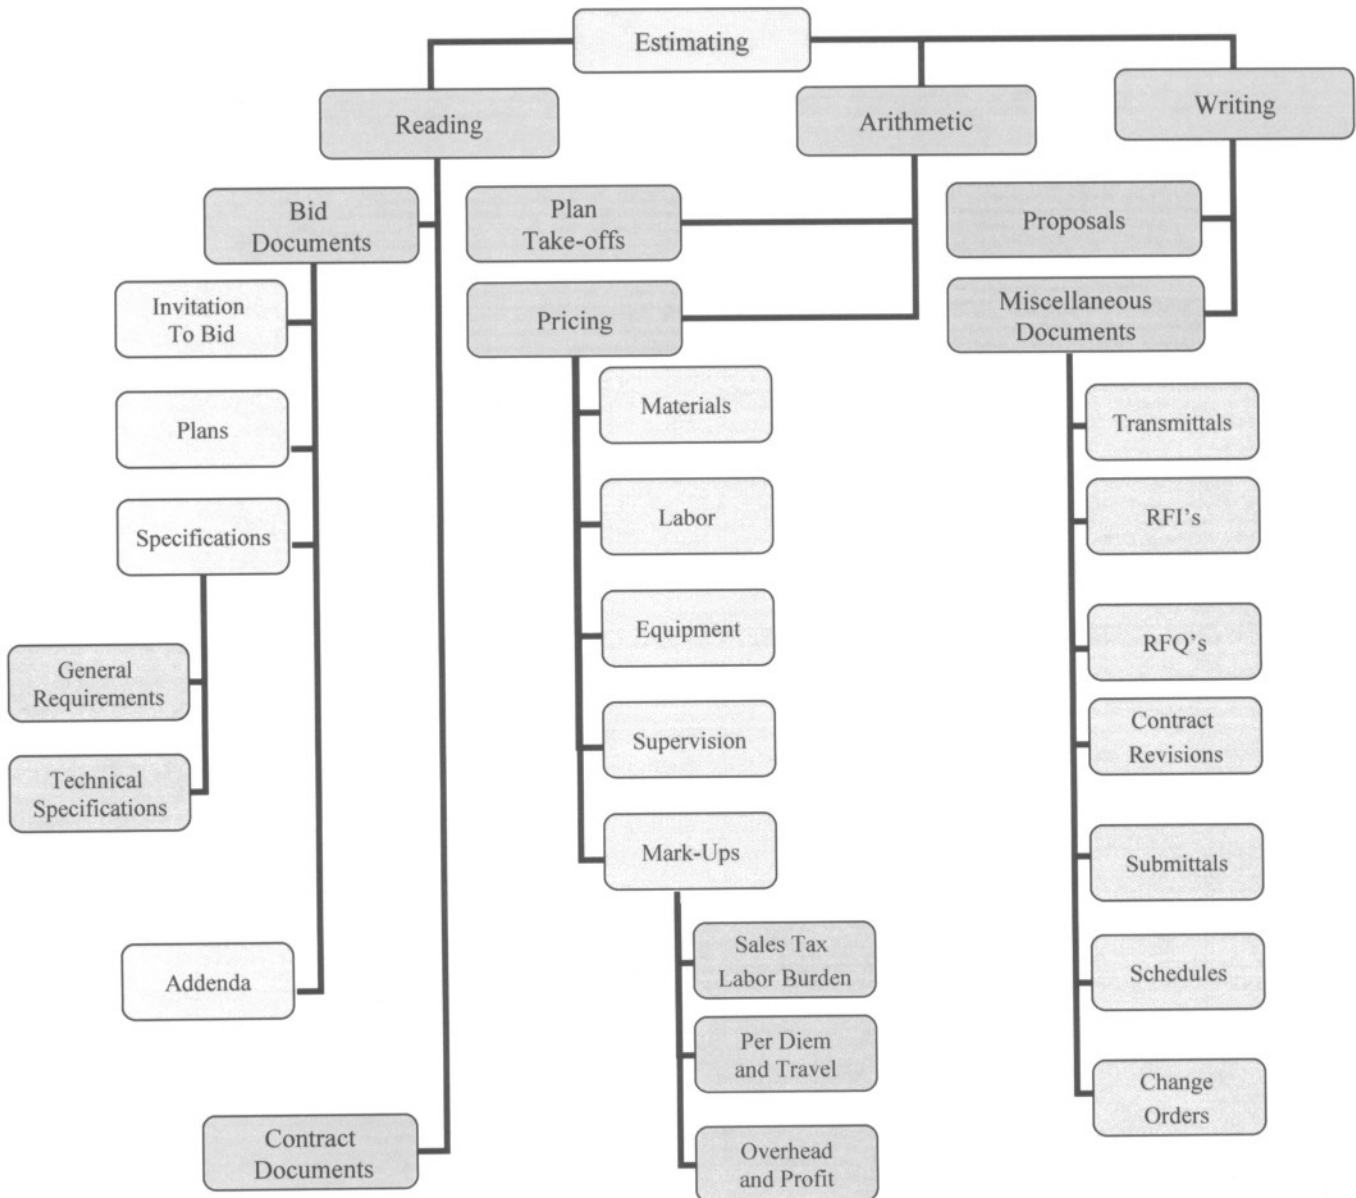 Estimating
Reading
Arithmetic
Writing
Bid
Documents
Plan
Take-offs
Proposals
Invitation
To Bid
Pricing
Miscellaneous
Documents
Plans
Materials
Transmittals
Specifications
Labor
RFI's
General
Requirements
Equipment
RFQ's
Technical
Specifications
Supervision
Contract
Revisions
Mark-Ups
Submittals
Addenda
Sales Tax
Labor Burden
Schedules
Per Diem
and Travel
Change
Orders
Contract
Documents
Overhead
and Profit